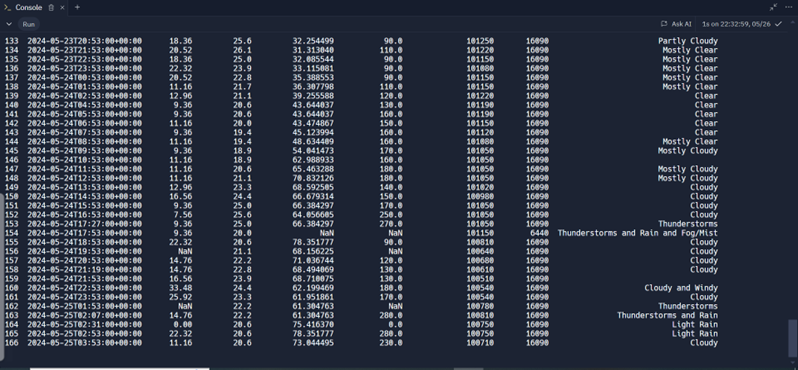 Console
Run
Ask AI
1s on 22:32:59, 05/26
133 2024-05-23T20:53:00+00:00 18.36 25.6 32.254499 90.0 101250 16090 Partly Cloudy
134 2024-05-23T21:53:00+00:00 20.52 26.1 31.313040 110.0 101220 16090 Mostly Clear
135 2024-05-23T22:53:00+00:00 18.36 25.0 32.085544 90.0 101150 16090 Mostly Clear
136 2024-05-23T23:53:00+00:00 22.32 23.9 33.115081 90.0 101080 16090 Mostly Clear
137 2024-05-24T00:53:00+00:00 20.52 22.8 35.388553 90.0 101150 16090 Mostly Clear
138 2024-05-24T01:53:00+00:00 11.16 21.7 36.307798 110.0 101150 16090 Mostly Clear
139 2024-05-24T02:53:00+00:00 12.96 21.1 39.255588 120.0 101220 16090 Clear
140 2024-05-24T04:53:00+00:00 9.36 20.6 43.644037 130.0 101190 16090 Clear
141 2024-05-24T05:53:00+00:00 9.36 20.6 43.644037 160.0 101190 16090 Clear
142 2024-05-24T06:53:00+00:00 11.16 20.0 43.474867 150.0 101150 16090 Clear
143 2024-05-24T07:53:00+00:00 9.36 19.4 45.123994 160.0 101120 16090 Clear
144 2024-05-24T08:53:00+00:00 11.16 19.4 48.634409 160.0 101080 16090 Mostly Clear
145 2024-05-24T09:53:00+00:00 9.36 18.9 54.041473 170.0 101050 16090 Mostly Cloudy
146 2024-05-24T10:53:00+00:00 11.16 18.9 62.988933 160.0 101050 16090
147 2024-05-24T11:53:00+00:00 11.16 20.6 65.463288 180.0 101050 16090 Mostly Cloudy
148 2024-05-24T12:53:00+00:00 11.16 21.1 70.832126 180.0 101050 16090 Mostly Cloudy
149 2024-05-24T13:53:00+00:00 12.96 23.3 68.592505 140.0 101020 16090 Cloudy
150 2024-05-24T14:53:00+00:00 16.56 24.4 66.679314 150.0 100980 16090 Cloudy
151 2024-05-24T15:53:00+00:00 9.36 25.0 66.384297 170.0 101050 16090 Cloudy
152 2024-05-24T16:53:00+00:00 7.56 25.6 64.056605 250.0 101050 16090 Cloudy
153 2024-05-24T17:27:00+00:00 9.36 25.0 66.384297 270.0 101050 16090 Thunderstorms
154 2024-05-24T17:53:00+00:00 9.36 20.0 NaN NaN 101150 6440 Thunderstorms and Rain and Fog/Mist
155 2024-05-24T18:53:00+00:00 22.32 20.6 78.351777 90.0 100810 16090 Cloudy
156 2024-05-24T19:53:00+00:00 NaN 21.1 68.156225 NaN 100640 16090 Cloudy
157 2024-05-24T20:53:00+00:00 14.76 22.2 71.036744 120.0 100680 16090 Cloudy
158 2024-05-24T21:19:00+00:00 14.76 22.8 68.494069 130.0 100610 16090 Cloudy
159 2024-05-24T21:53:00+00:00 16.56 23.9 68.710075 130.0 100510 16090
160 2024-05-24T22:53:00+00:00 33.48 24.4 62.199469 180.0 100540 16090 Cloudy and Windy
161 2024-05-24T23:53:00+00:00 25.92 23.3 61.951861 170.0 100540 16090 Cloudy
162 2024-05-25T01:53:00+00:00 NaN 22.2 61.304763 NaN 100780 16090 Thunderstorms
163 2024-05-25T02:07:00+00:00 14.76 22.2 61.304763 280.0 100810 16090 Thunderstorms and Rain
164 2024-05-25T02:31:00+00:00 0.00 20.6 75.416370 0.0 100750 16090 Light Rain
165 2024-05-25T02:53:00+00:00 22.32 20.6 78.351777 280.0 100750 16090 Light Rain
166 2024-05-25T03:53:00+00:00 11.16 20.6 73.044495 230.0 100710 16090 Cloudy